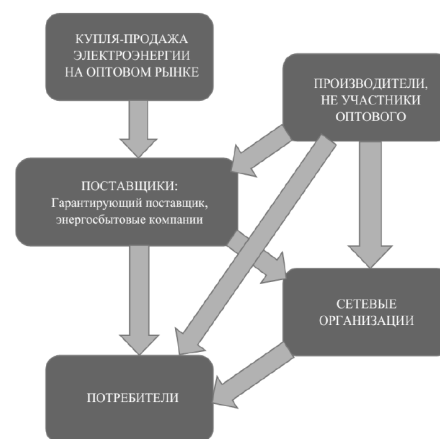 КУПЛЯ-ПРОДАЖА
ЭЛЕКТРОЭНЕРГИИ
НА ОПТОВОМ РЫНКЕ
ПРОИЗВОДИТЕЛИ,
НЕ УЧАСТНИКИ
ОПТОВОГО
ПОСТАВЩИКИ:
Гарантирующий поставщик,
энергосбытовые компании
СЕТЕВЫЕ
ОРГАНИЗАЦИИ
ПОТРЕБИТЕЛИ